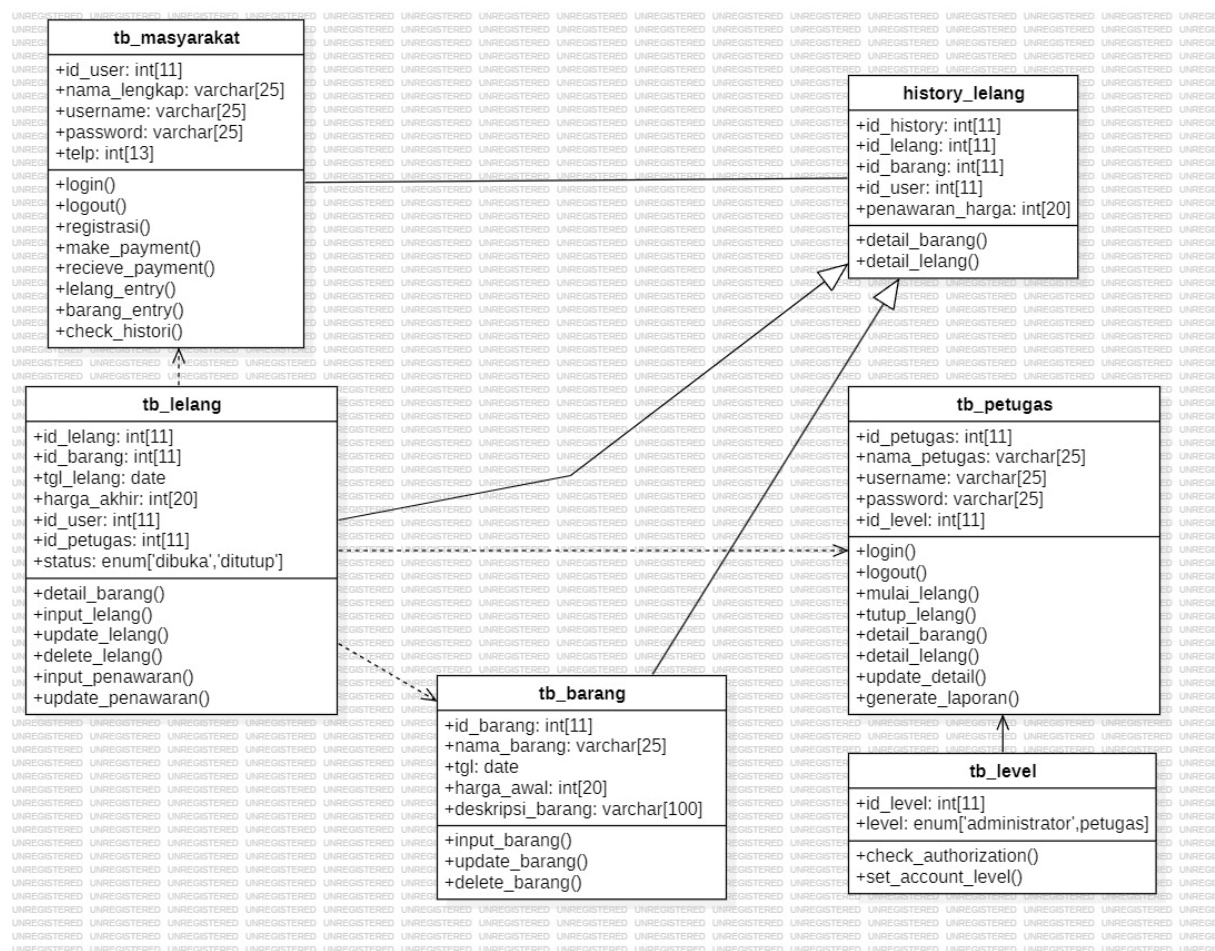 tb_masyarakat
+id_user: int[11]
+nama_lengkap: varchar[25]
+username: varchar[25]
+password: varchar[25]
+telp: int[13]
+login()
+logout()
+registrasi()
+make_payment()
+recieve_payment()
+lelang_entry()
+barang_entry()
+check_histori()
history_lelang
+id_history: int[11]
+id_lelang: int[11]
+id_barang: int[11]
+id_user: int[11]
+penawaran_harga: int[20]
+detail_barang()
+detail_lelang()
tb_lelang
+id_lelang: int[11]
+id_barang: int[11]
+tgl_lelang: date
+harga_akhir: int[20]
+id_user: int[11]
+id_petugas: int[11]
+status: enum['dibuka','ditutup']
+detail_barang()
+input_lelang()
+update_lelang()
+delete_lelang()
+input_penawaran()
+update_penawaran()
tb_petugas
+id_petugas: int[11]
+nama_petugas: varchar[25]
+username: varchar[25]
+password: varchar[25]
+id_level: int[11]
+login()
+logout()
+mulai_lelang()
+tutup_lelang()
+detail_barang()
+detail_lelang()
+update_detail()
+generate_laporan()
tb_barang
+id_barang: int[11]
+nama_barang: varchar[25]
+tgl: date
+harga_awal: int[20]
+deskripsi_barang: varchar[100]
+input_barang()
+update_barang()
+delete_barang()
tb_level
+id_level: int[11]
+level: enum['administrator',petugas]
+check_authorization()
+set_account_level()
UNREGISTERED